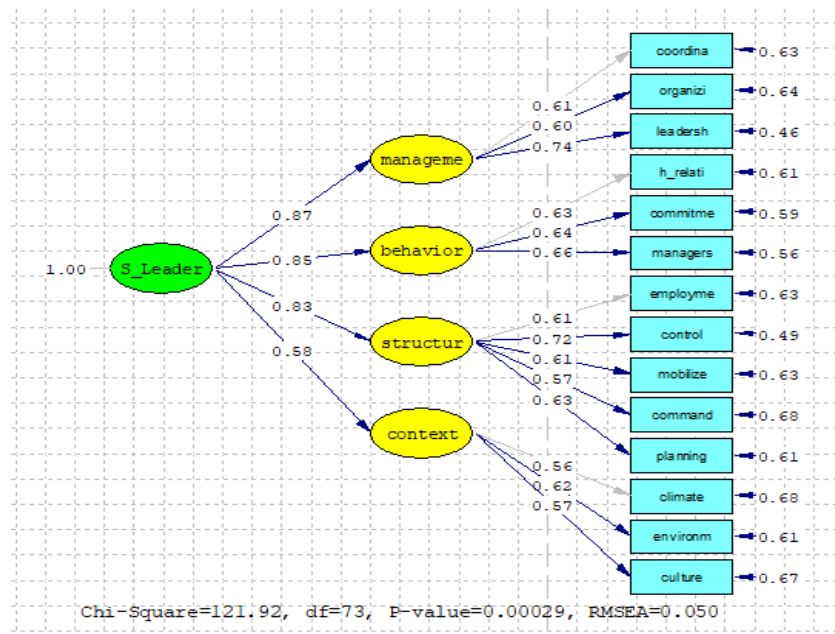 coordina 0.63
organizi 0.64
0.61
0.60
leadersh 0.46
0.74
manageme
h_relati 0.61
0.87
0.63
commitme 0.59
0.64
behavior
managers 0.56
0.85
0.66
1.00 S_Leader
employme 0.63
0.83
0.61
control 0.49
0.72
structur
0.58
0.61
mobilize 0.63
0.57
0.63
command 0.68
context
planning 0.61
0.56
0.62
climate 0.68
0.57
environm 0.61
culture 0.67
Chi-Square=121.92, df=73, P-value=0.00029, RMSEA=0.050